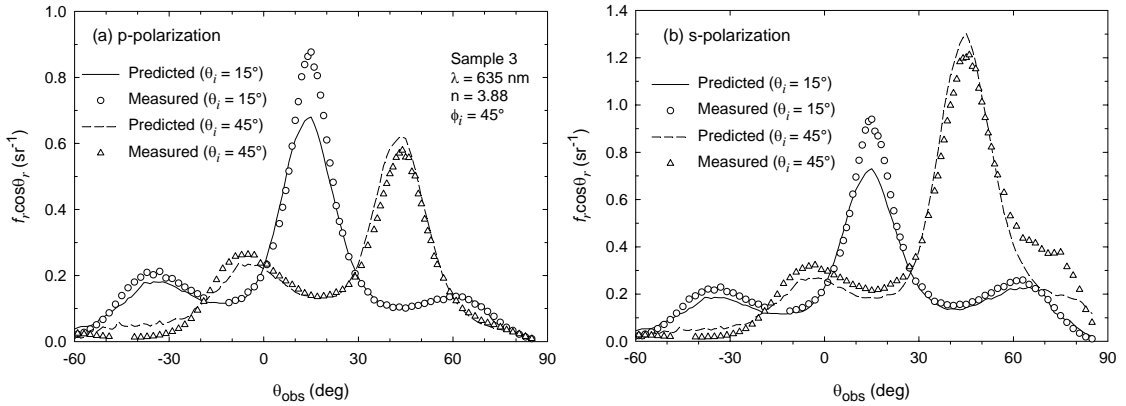 (a) p-polarization
Predicted (θi = 15°)
Measured (θi = 15°)
Predicted (θi = 45°)
Measured (θi = 45°)
Sample 3
λ = 635 nm
n = 3.88
ϕi = 45°
frcosθr (sr-1)
1.0
0.8
0.6
0.4
0.2
0.0
-60 -30 0 30 60 90
θobs (deg)
(b) s-polarization
Predicted (θi = 15°)
Measured (θi = 15°)
Predicted (θi = 45°)
Measured (θi = 45°)
frcosθr (sr-1)
1.4
1.2
1.0
0.8
0.6
0.4
0.2
0.0
-60 -30 0 30 60 90
θobs (deg)